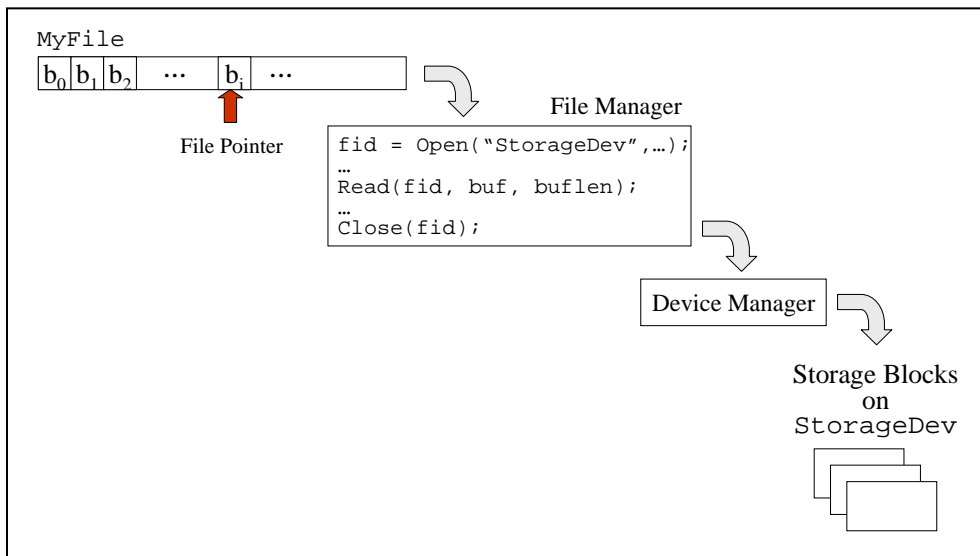 MyFile
b0 b1 b2 ... bi ...
File Pointer
File Manager
fid = Open(“StorageDev”,…);
…
Read(fid, buf, buflen);
…
Close(fid);
Device Manager
Storage Blocks
on
StorageDev